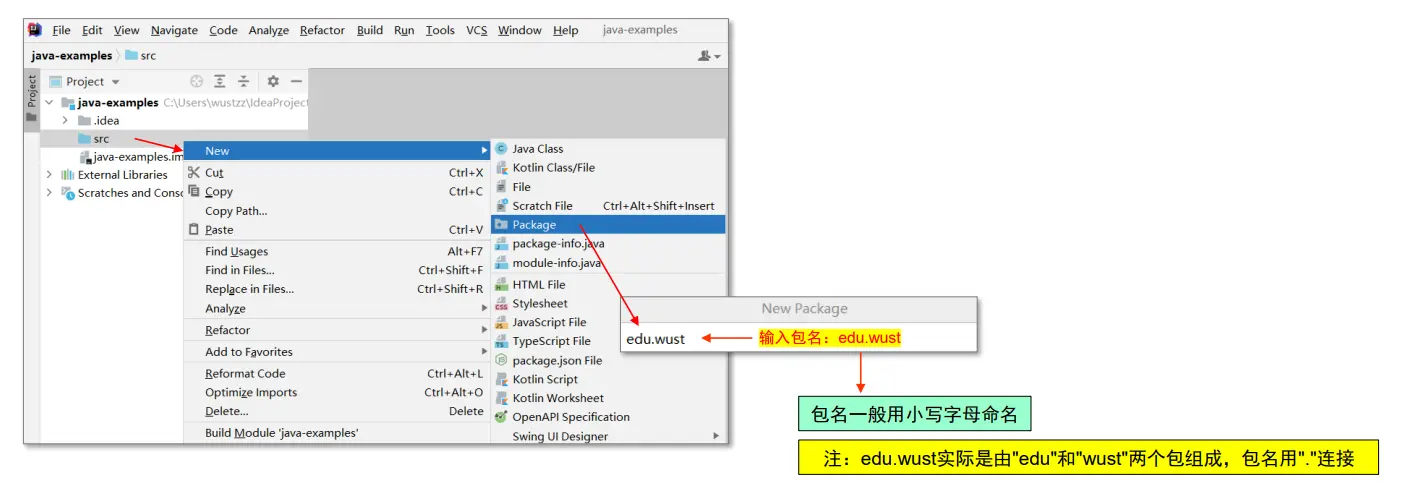 File Edit View Navigate Code Analyze Refactor Build Run Tools VCS Window Help java-examples
java-examples src
Project
Project
java-examples C:\Users\wustzz\IdeaProject
.idea
src
java-examples.im
External Libraries
Scratches and Conso
New
Cut Ctrl+X
Copy Ctrl+C
Copy Path...
Paste Ctrl+V
Find Usages Alt+F7
Find in Files... Ctrl+Shift+F
Replace in Files... Ctrl+Shift+R
Analyze
Refactor
Add to Favorites
Reformat Code Ctrl+Alt+L
Optimize Imports Ctrl+Alt+O
Delete... Delete
Build Module 'java-examples'
Java Class
Kotlin Class/File
File
Scratch File Ctrl+Alt+Shift+Insert
Package
package-info.java
module-info.java
HTML File
Stylesheet
JavaScript File
TypeScript File
package.json File
Kotlin Script
Kotlin Worksheet
OpenAPI Specification
Swing UI Designer
New Package
edu.wust 输入包名：edu.wust
包名一般用小写字母命名
注：edu.wust实际是由"edu"和"wust"两个包组成，包名用"."连接